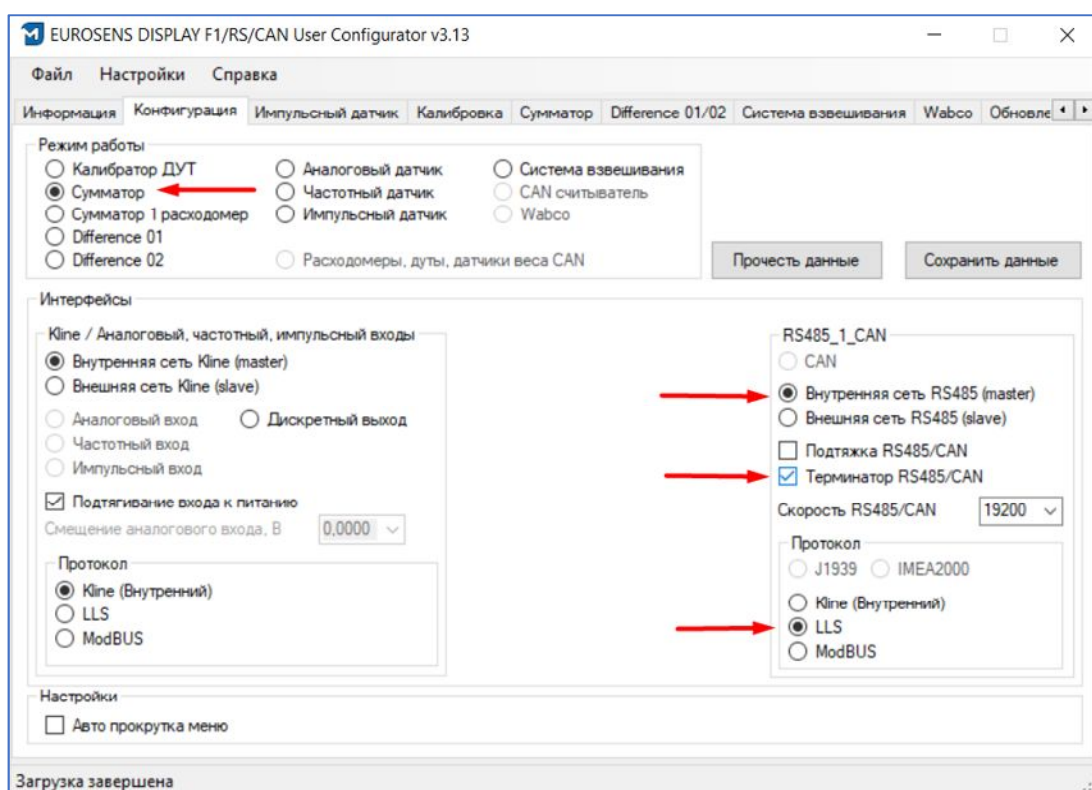 EUROSENS DISPLAY F1/RS/CAN User Configurator v3.13
Файл Настройки Справка
Информация Конфигурация Импульсный датчик Калибровка Сумматор Difference 01/02 Система взвешивания Wabco Обновле
Режим работы
Калибратор ДУТ Аналоговый датчик Система взвешивания
Сумматор Частотный датчик CAN считыватель
Сумматор 1 расходомер Импульсный датчик Wabco
Difference 01
Difference 02 Расходомеры, дуты, датчики веса CAN Прочесть данные Сохранить данные
Интерфейсы
Kline / Аналоговый, частотный, импульсный входы
Внутренняя сеть Kline (master)
Внешняя сеть Kline (slave)
Аналоговый вход Дискретный выход
Частотный вход
Импульсный вход
Подтягивание входа к питанию
Смещение аналогового входа, В 0,0000
Протокол
Kline (Внутренний)
LLS
ModBUS
RS485_1_CAN
CAN
Внутренняя сеть RS485 (master)
Внешняя сеть RS485 (slave)
Подтяжка RS485/CAN
Терминатор RS485/CAN
Скорость RS485/CAN 19200
Протокол
J1939 IMEA2000
Kline (Внутренний)
LLS
ModBUS
Настройки
Авто прокрутка меню
Загрузка завершена